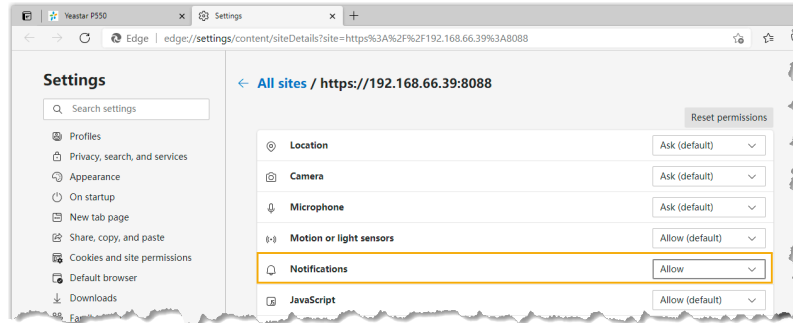 Yeastar P550
Settings
Edge | edge://settings/content/siteDetails?site=https%3A%2F%2F192.168.66.39%3A8088
Settings
Search settings
Profiles
Privacy, search, and services
Appearance
On startup
New tab page
Share, copy, and paste
Cookies and site permissions
Default browser
Downloads
All sites / https://192.168.66.39:8088
Reset permissions
Location Ask (default)
Camera Ask (default)
Microphone Ask (default)
Motion or light sensors Allow (default)
Notifications Allow
JavaScript Allow (default)